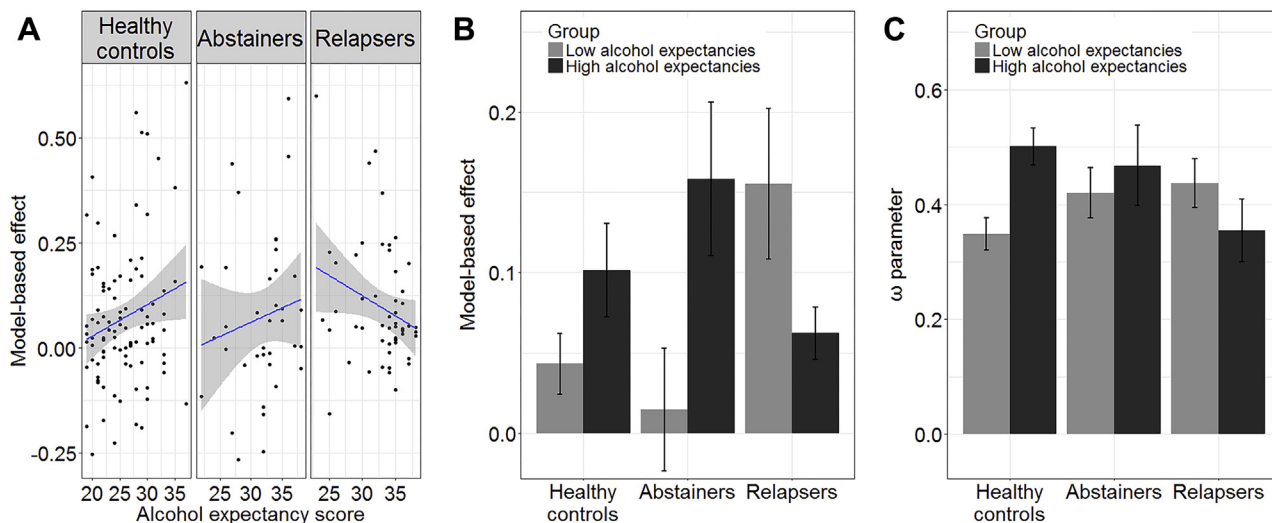 A
Healthy
controls
Abstainers
Relapsers
Model-based effect
0.50
0.25
0.00
-0.25
20 25 30 35
20 25 30 35
20 25 30 35
Alcohol expectancy score
B
Group
Low alcohol expectancies
High alcohol expectancies
Model-based effect
0.2
0.1
0.0
Healthy
controls
Abstainers
Relapsers
C
Group
Low alcohol expectancies
High alcohol expectancies
ω parameter
0.6
0.4
0.2
0.0
Healthy
controls
Abstainers
Relapsers